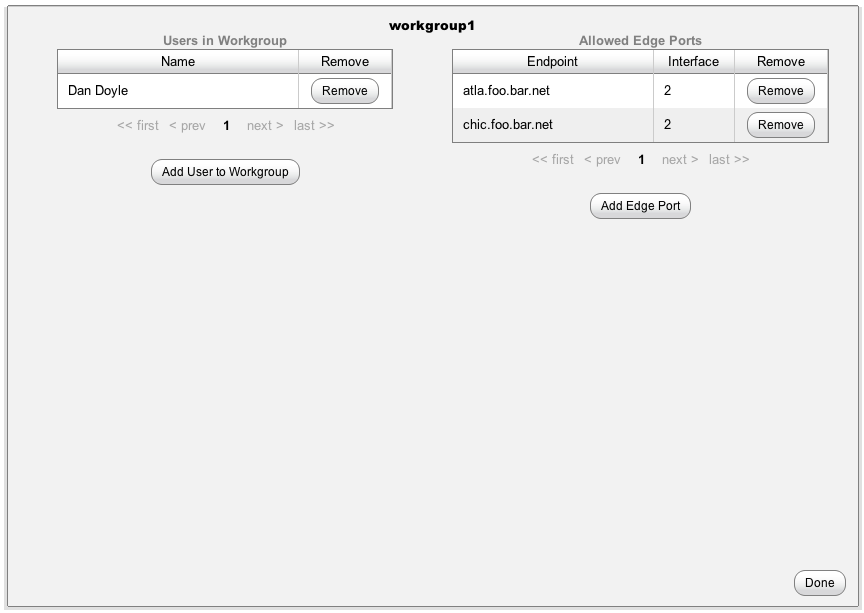 workgroup1
Users in Workgroup
Name Remove
Dan Doyle Remove
<< first < prev 1 next > last >>
Add User to Workgroup
Allowed Edge Ports
Endpoint Interface Remove
atla.foo.bar.net 2 Remove
chic.foo.bar.net 2 Remove
<< first < prev 1 next > last >>
Add Edge Port
Done